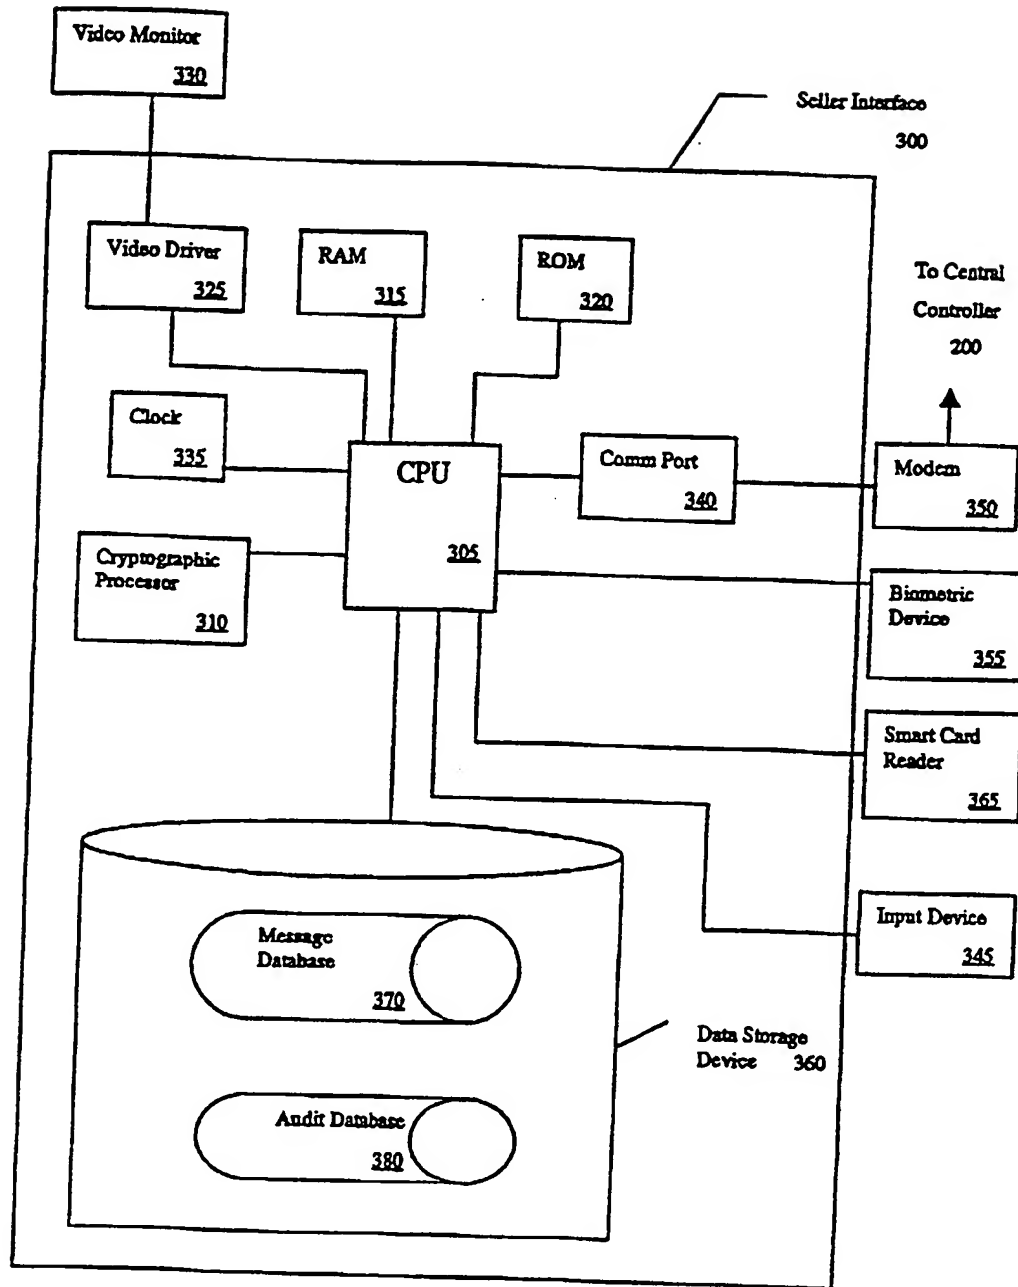 Video Monitor
330
Seller Interface
300
Video Driver
325
RAM
315
ROM
320
To Central
Controller
200
Clock
335
CPU
305
Comm Port
340
Modem
350
Cryptographic
Processor
310
Biometric
Device
355
Smart Card
Reader
365
Message
Database
370
Input Device
345
Data Storage
Device 360
Audit Database
380